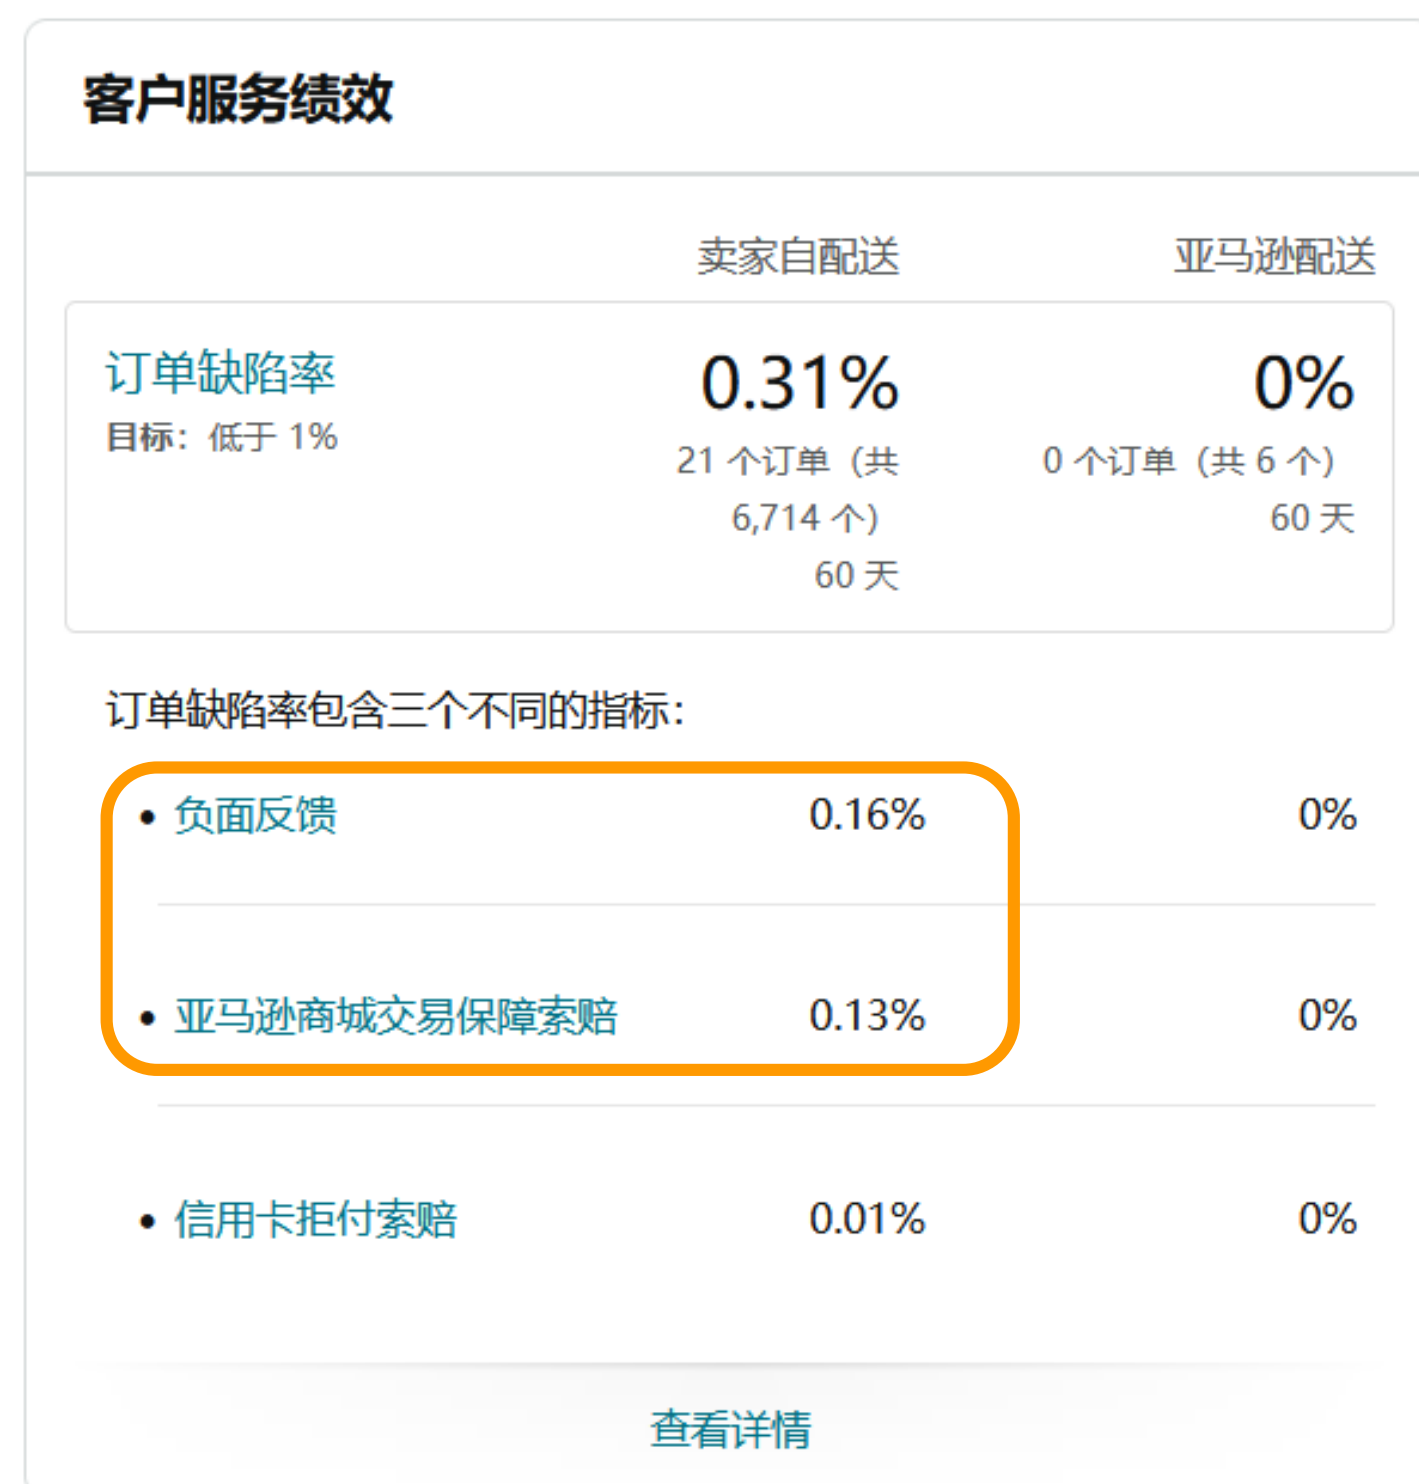 客户服务绩效
卖家自配送 亚马逊配送
订单缺陷率 0.31% 0%
目标：低于 1%
21 个订单（共 0 个订单（共 6 个）
6,714 个） 60 天
60 天
订单缺陷率包含三个不同的指标：
• 负面反馈 0.16% 0%
• 亚马逊商城交易保障索赔 0.13% 0%
• 信用卡拒付索赔 0.01% 0%
查看详情